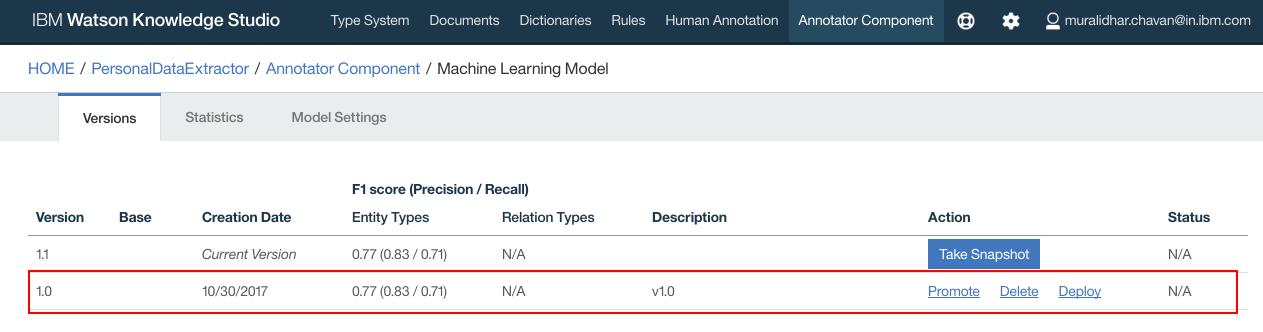 IBM Watson Knowledge Studio Type System Documents Dictionaries Rules Human Annotation Annotator Component muralidhar.chavan@in.ibm.com
HOME / PersonalDataExtractor / Annotator Component / Machine Learning Model
Versions Statistics Model Settings
F1 score (Precision / Recall)
Version Base Creation Date Entity Types Relation Types Description Action Status
1.1 Current Version 0.77 (0.83 / 0.71) N/A Take Snapshot N/A
1.0 10/30/2017 0.77 (0.83 / 0.71) N/A v1.0 Promote Delete Deploy N/A